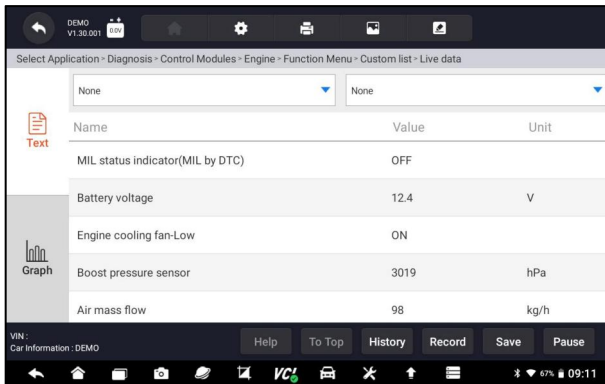 DEMO
V1.30.001 0.0V
Select Application > Diagnosis > Control Modules > Engine > Function Menu > Custom list > Live data
None None
Text
Name Value Unit
MIL status indicator(MIL by DTC) OFF
Battery voltage 12.4 V
Engine cooling fan-Low ON
Graph
Boost pressure sensor 3019 hPa
Air mass flow 98 kg/h
VIN :
Car Information : DEMO
Help To Top History Record Save Pause
VCI 67% 09:11